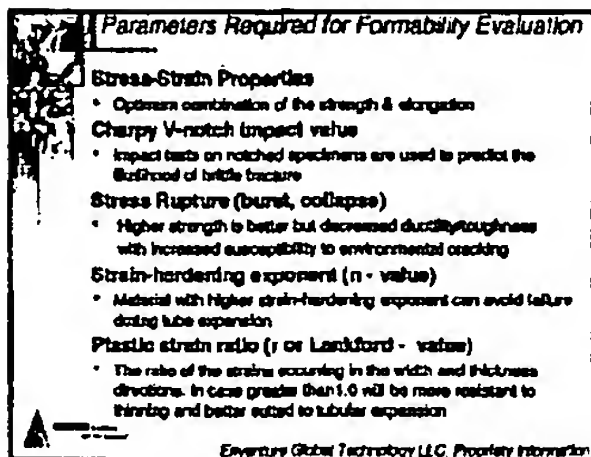 Parameters Required for Formability Evaluation
Stress-Strain Properties
* Optimum combination of the strength & elongation
Charpy V-notch impact value
* Impact tests on notched specimens are used to predict the
likelihood of brittle fracture
Stress Rupture (burst, collapse)
* Higher strength is better but decreased ductility/toughness
with increased susceptibility to environmental cracking
Strain-hardening exponent (n - value)
* Material with higher strain-hardening exponent can avoid failure
during tube expansion
Plastic strain ratio (r or Lankford - value)
* The ratio of the strains occurring in the width and thickness
directions. In case greater than 1.0 will be more resistant to
thinning and better suited to tubular expansion
Enventure Global Technology LLC, Propriety Information